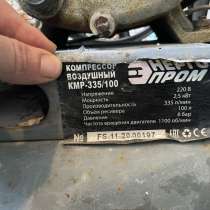 КОМПРЕССОР
ВОЗДУШНЫЙ
КМР-335/100
ЭНЕРГО
ПРОМ
Напряжение 220 В
Мощность 2,5 кВт
Производительность 335 л/мин
Объем ресивера 100 л
Давление 8 бар
Частота вращения двигателя 1700 об/мин
№ FS-11-20-00197
EAC